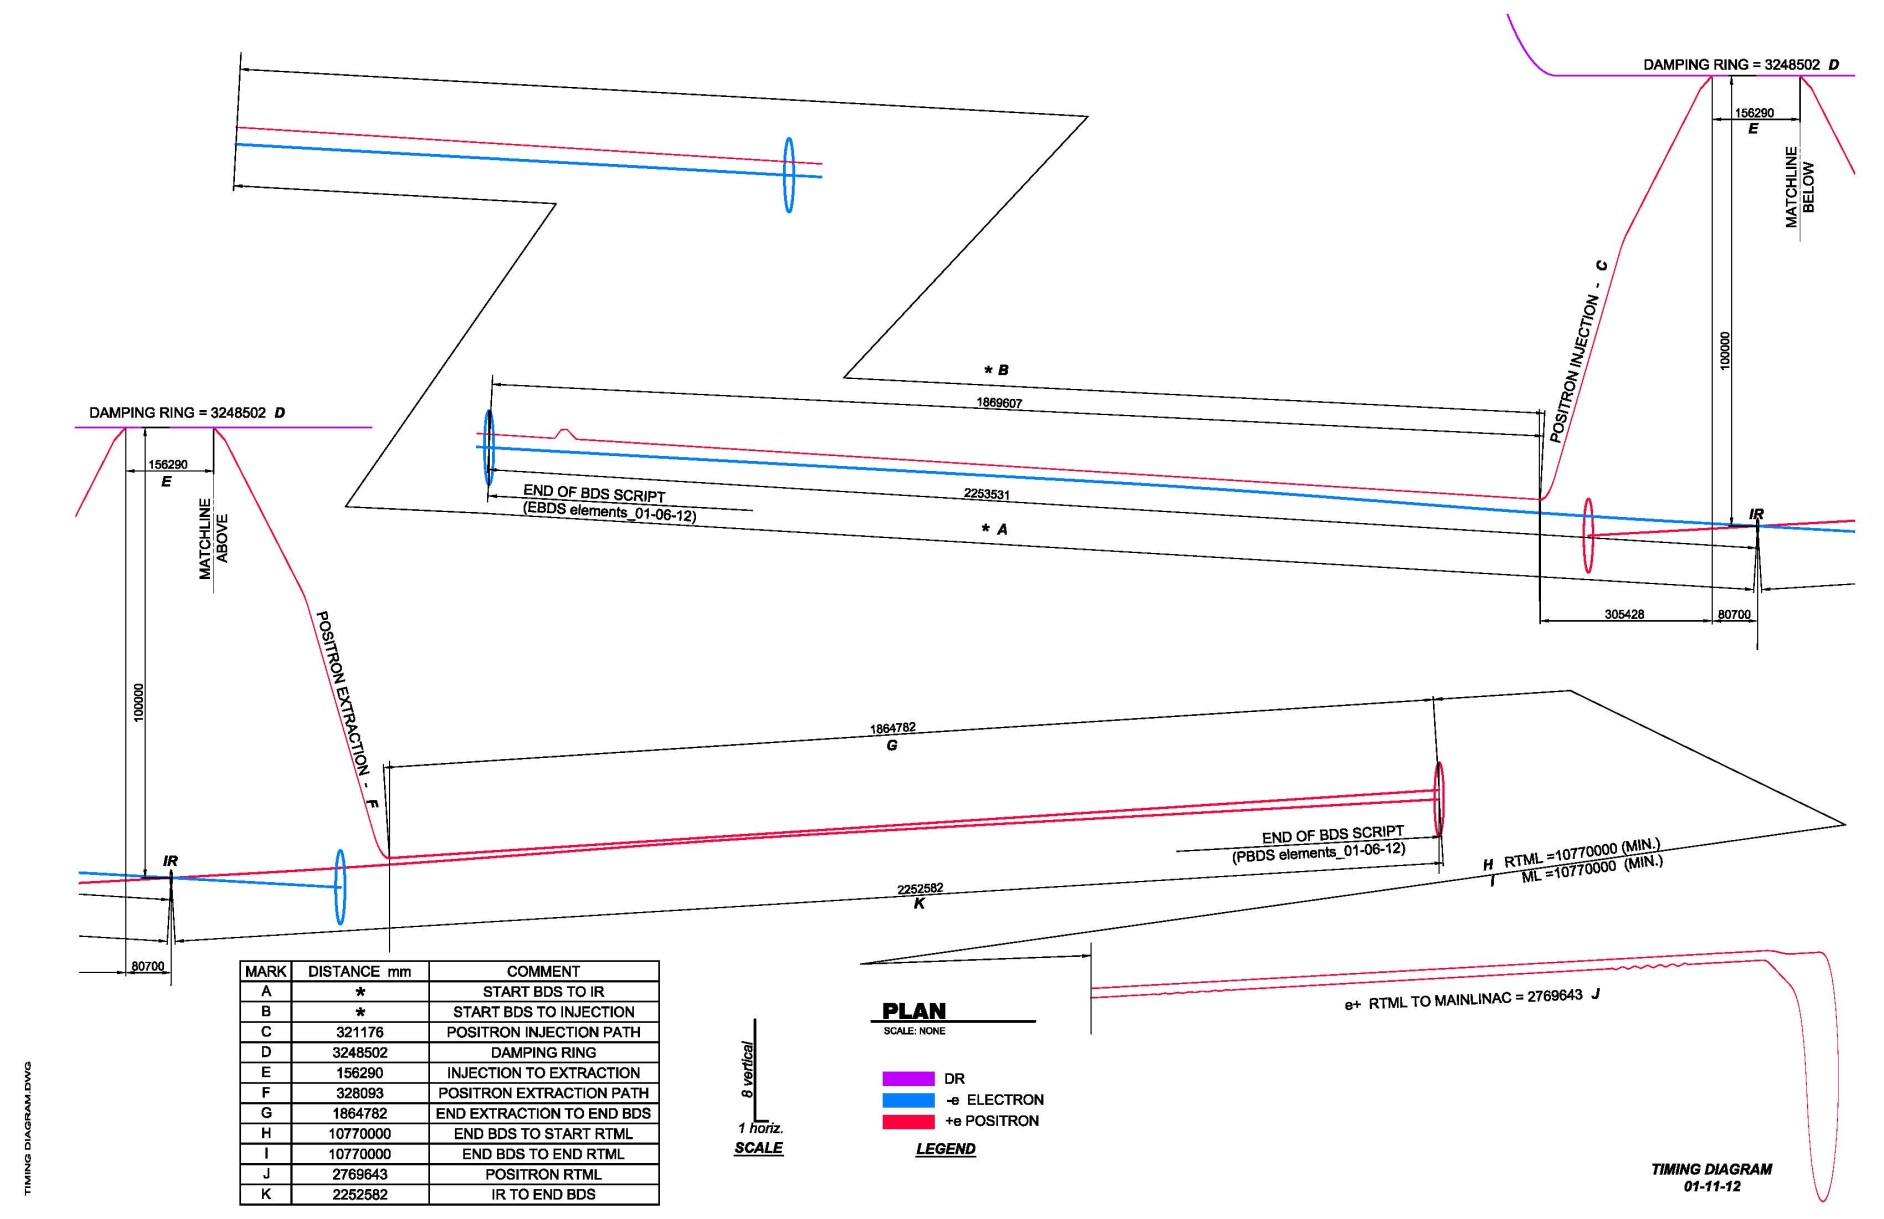 DAMPING RING = 3248502 D
156290
E
MATCHLINE
BELOW
100000
POSITRON INJECTION - C
* B
1869607
END OF BDS SCRIPT
(EBDS elements_01-06-12)
2253531
* A
IR
305428
80700
DAMPING RING = 3248502 D
156290
E
MATCHLINE
ABOVE
100000
POSITRON EXTRACTION - F
IR
80700
1864782
G
END OF BDS SCRIPT
(PBDS elements_01-06-12)
2252582
K
H RTML =10770000 (MIN.)
I ML =10770000 (MIN.)
e+ RTML TO MAINLINAC = 2769643 J
MARK DISTANCE mm COMMENT
A * START BDS TO IR
B * START BDS TO INJECTION
C 321176 POSITRON INJECTION PATH
D 3248502 DAMPING RING
E 156290 INJECTION TO EXTRACTION
F 328093 POSITRON EXTRACTION PATH
G 1864782 END EXTRACTION TO END BDS
H 10770000 END BDS TO START RTML
I 10770000 END BDS TO END RTML
J 2769643 POSITRON RTML
K 2252582 IR TO END BDS
8 vertical
1 horiz.
SCALE
PLAN
SCALE: NONE
DR
-e ELECTRON
+e POSITRON
LEGEND
TIMING DIAGRAM
01-11-12
TIMING DIAGRAM.DWG